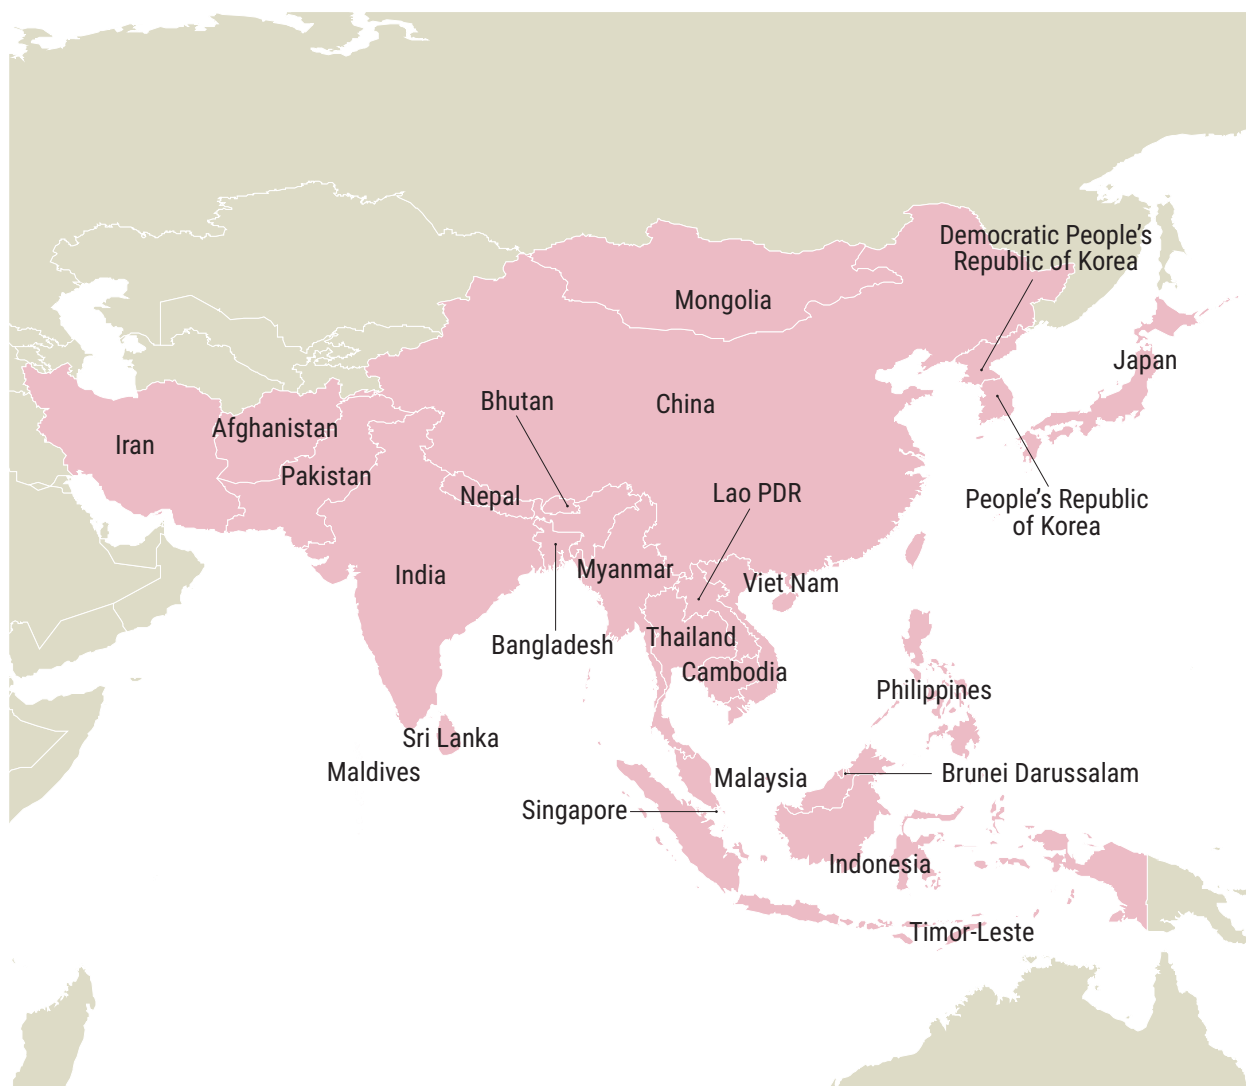 Democratic People's
Republic of Korea
Mongolia
Japan
Bhutan
China
Afghanistan
Iran
Pakistan
Nepal
Lao PDR
People's Republic
of Korea
India
Myanmar
Viet Nam
Bangladesh
Thailand
Cambodia
Philippines
Sri Lanka
Maldives
Malaysia
Brunei Darussalam
Singapore
Indonesia
Timor-Leste